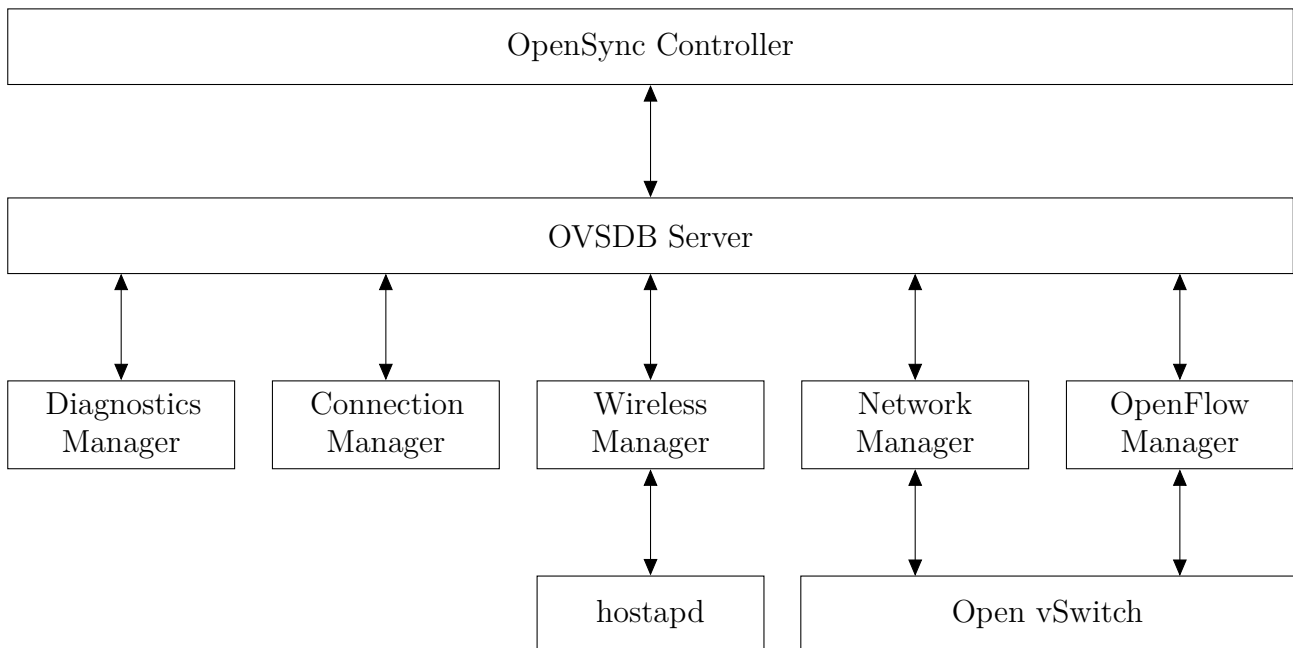 OpenSync Controller
OVSDB Server
Diagnostics
Manager
Connection
Manager
Wireless
Manager
Network
Manager
OpenFlow
Manager
hostapd
Open vSwitch